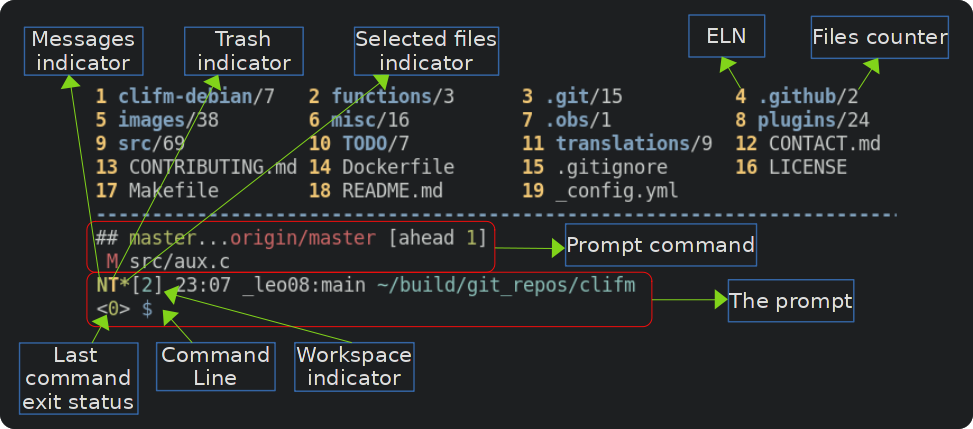 Messages indicator
Trash indicator
Selected files indicator
ELN
Files counter
1 clifm-debian/7 2 functions/3 3 .git/15 4 .github/2
5 images/38 6 misc/16 7 .obs/1 8 plugins/24
9 src/69 10 TODO/7 11 translations/9 12 CONTACT.md
13 CONTRIBUTING.md 14 Dockerfile 15 .gitignore 16 LICENSE
17 Makefile 18 README.md 19 _config.yml
## master...origin/master [ahead 1]
M src/aux.c
Prompt command
NT*[2] 23:07 _leo08:main ~/build/git_repos/clifm
<0> $
The prompt
Last command exit status
Command Line
Workspace indicator